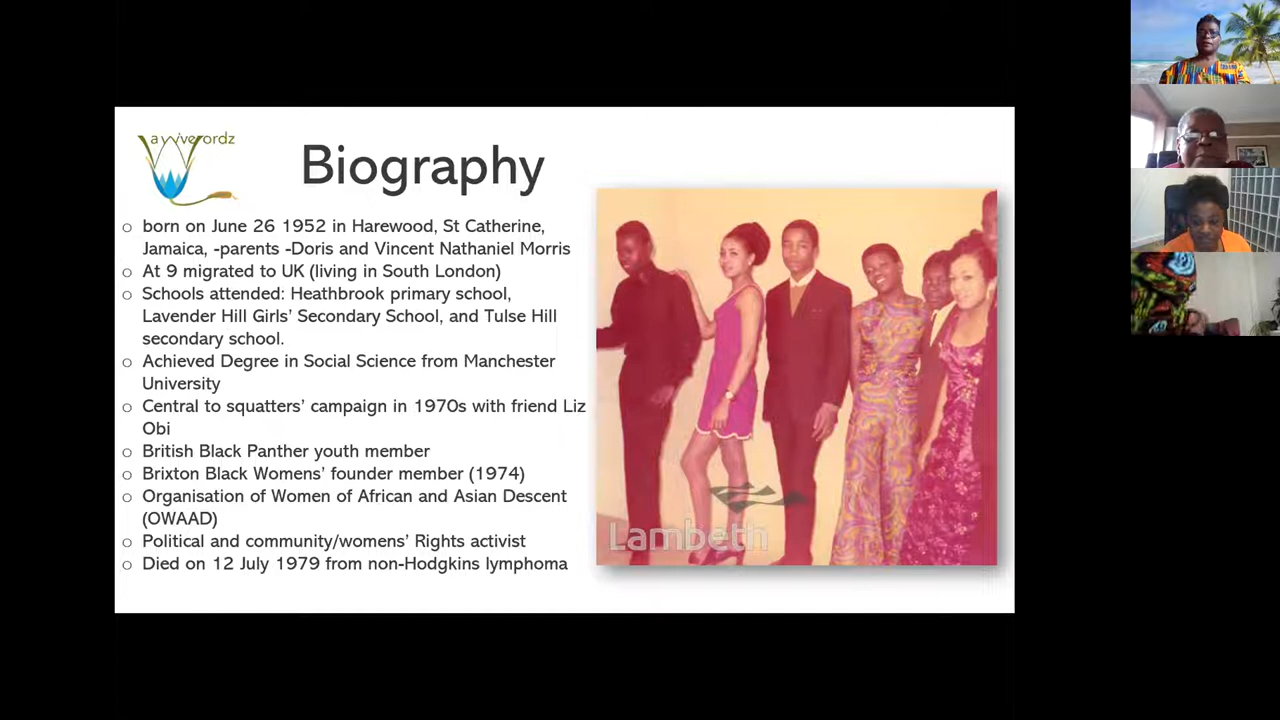 a vive ordz
Biography
born on June 26 1952 in Harewood, St Catherine,
Jamaica, -parents -Doris and Vincent Nathaniel Morris
At 9 migrated to UK (living in South London)
Schools attended: Heathbrook primary school,
Lavender Hill Girls’ Secondary School, and Tulse Hill
secondary school.
Achieved Degree in Social Science from Manchester
University
Central to squatters’ campaign in 1970s with friend Liz
Obi
British Black Panther youth member
Brixton Black Womens’ founder member (1974)
Organisation of Women of African and Asian Descent
(OWAAD)
Political and community/womens’ Rights activist
Died on 12 July 1979 from non-Hodgkins lymphoma
Lambeth